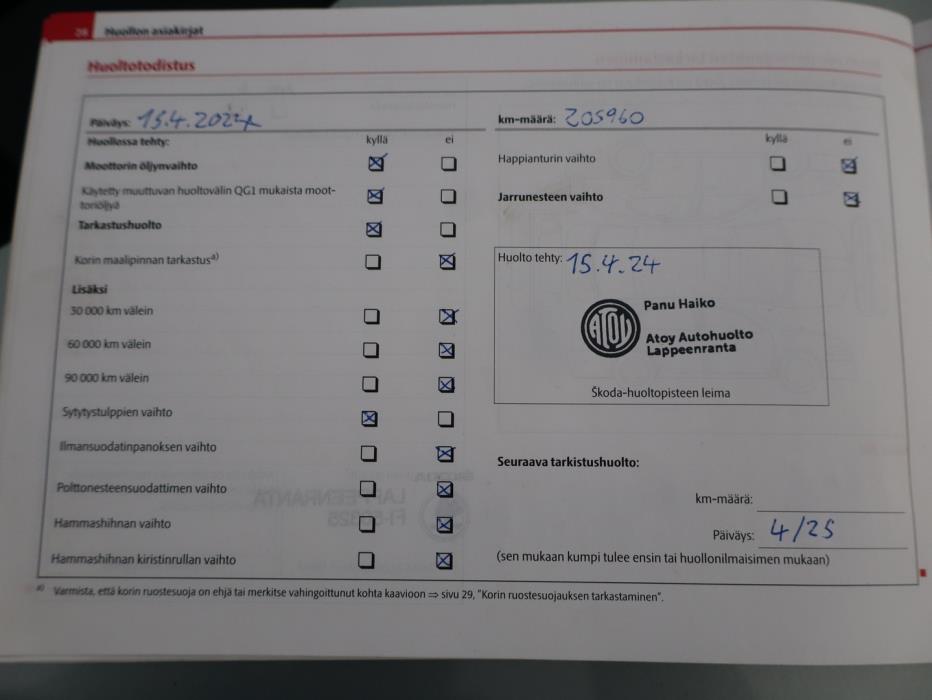 28 Huollon asiakirjat
Huoltotodistus
Päiväys: 15.4.2024
Huollossa tehty: kyllä ei
Moottorin öljynvaihto
Käytetty muuttuvan huoltovälin QG1 mukaista moot-
toriöljyä
Tarkastushuolto
Korin maalipinnan tarkastus a)
Lisäksi
30 000 km välein
60 000 km välein
90 000 km välein
Sytytystulppien vaihto
Ilmansuodatinpanoksen vaihto
Polttonesteensuodattimen vaihto
Hammashihnan vaihto
Hammashihnan kiristinrullan vaihto
km-määrä: 205960
kyllä ei
Happianturin vaihto
Jarrunesteen vaihto
Huolto tehty: 15.4.24
Panu Haiko
ATOY
Atoy Autohuolto
Lappeenranta
Škoda-huoltopisteen leima
Seuraava tarkistushuolto:
km-määrä:
Päiväys: 4/25
(sen mukaan kumpi tulee ensin tai huollonilmaisimen mukaan)
a) Varmista, että korin ruostesuoja on ehjä tai merkitse vahingoittunut kohta kaavioon ⇒ sivu 29, "Korin ruostesuojauksen tarkastaminen".